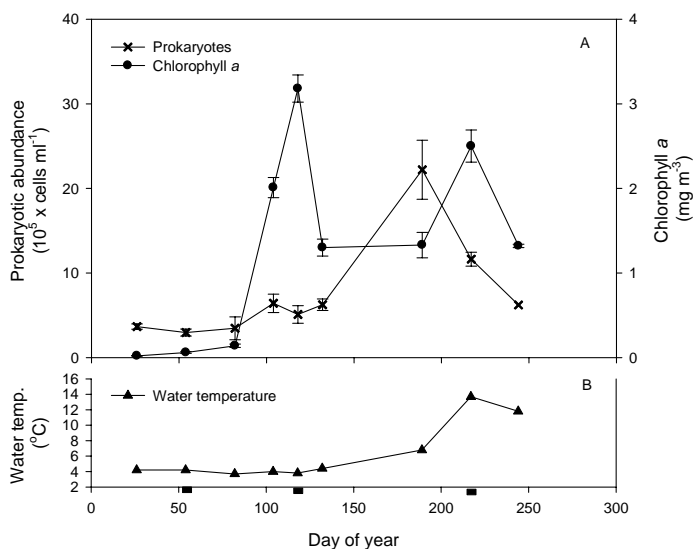 40
30
20
10
0
Prokaryotic abundance
(10⁵ x cells ml⁻¹)
Prokaryotes
Chlorophyll a
A
4
3
2
1
0
Chlorophyll a
(mg m⁻³)
16
14
12
10
8
6
4
2
Water temp.
(°C)
Water temperature
B
0 50 100 150 200 250 300
Day of year